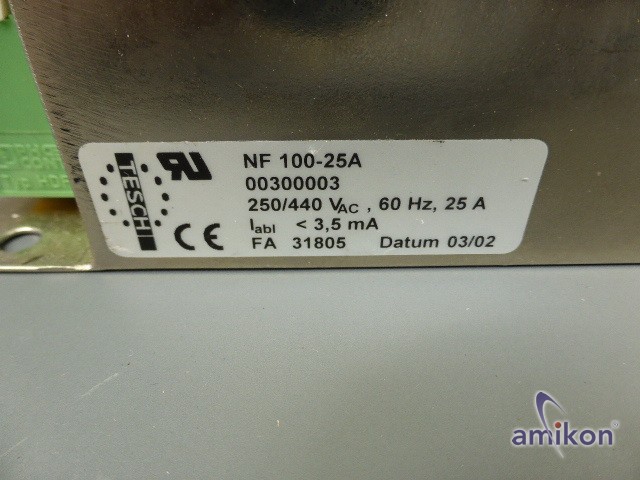 TESCH
NF 100-25A
00300003
250/440 VAC , 60 Hz, 25 A
Iabl < 3,5 mA
FA 31805 Datum 03/02
amikon